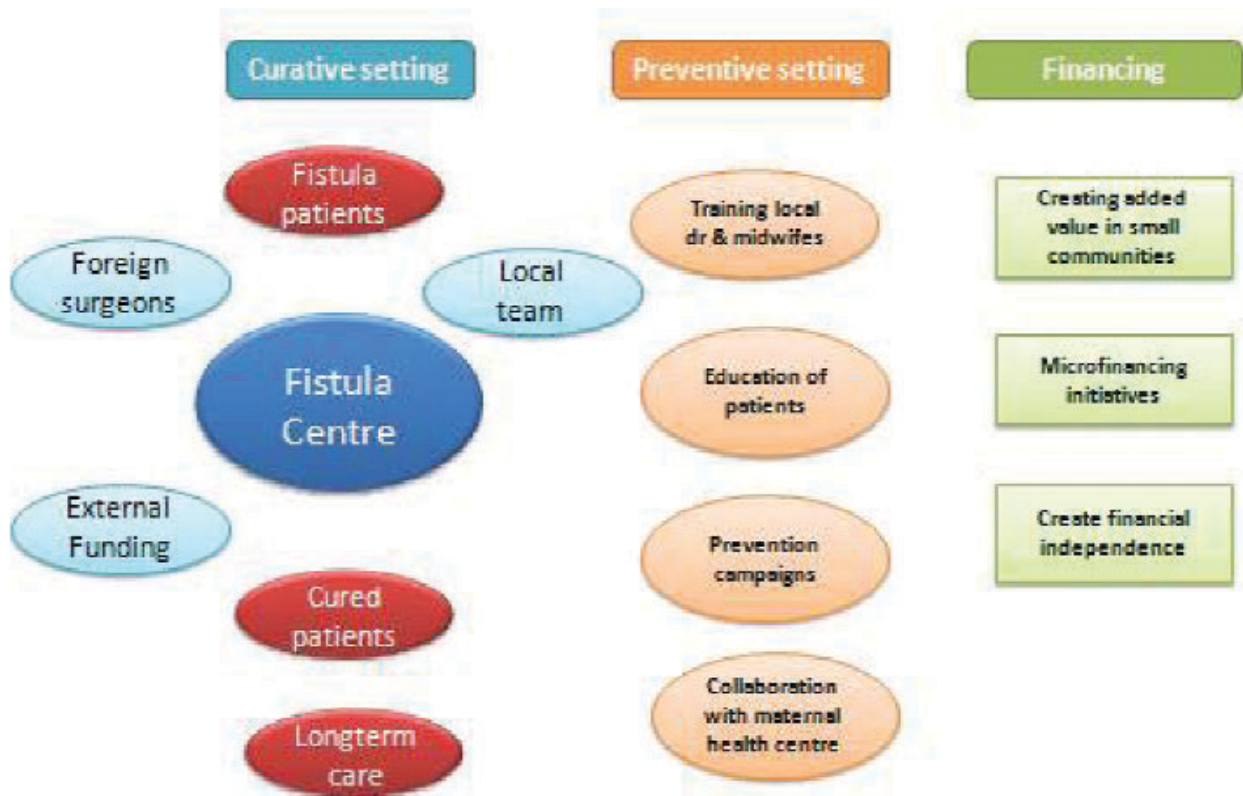 Curative setting
Preventive setting
Financing
Fistula
patients
Foreign
surgeons
Local
team
Fistula
Centre
External
Funding
Cured
patients
Longterm
care
Training local
dr & midwifes
Education of
patients
Prevention
campaigns
Collaboration
with maternal
health centre
Creating added
value in small
communities
Microfinancing
initiatives
Create financial
independence